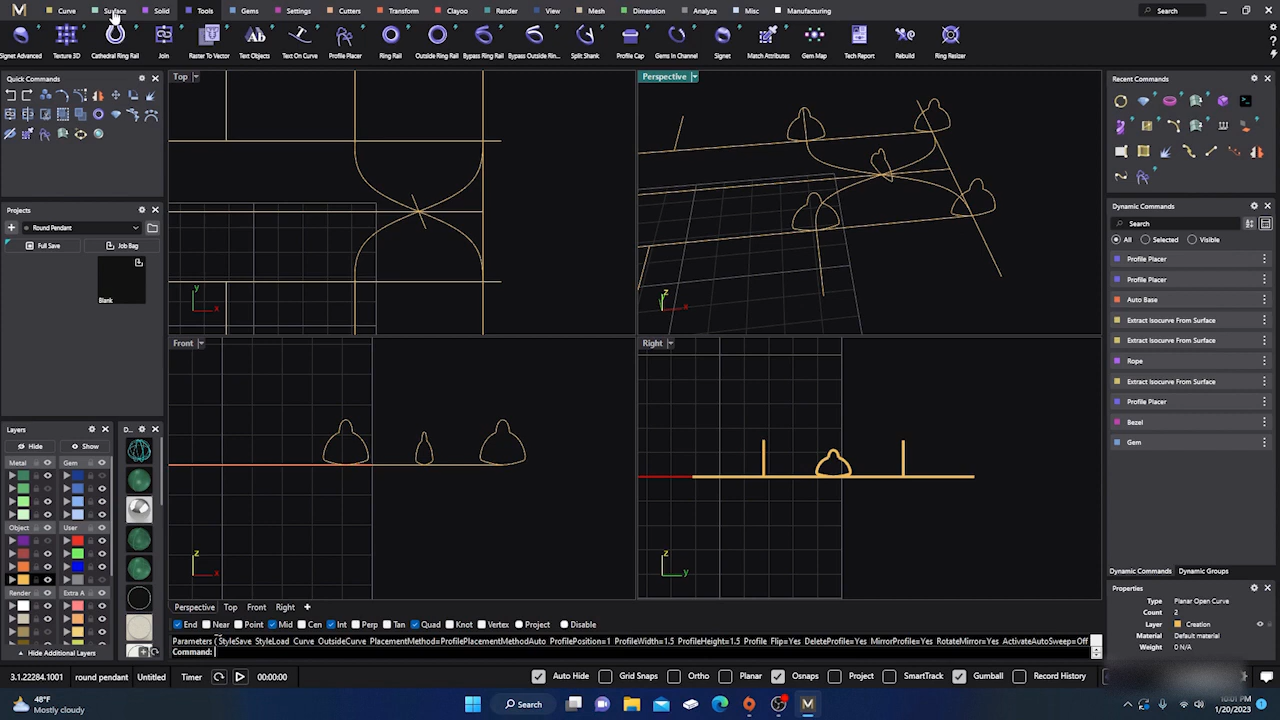 Curve Surface Solid Tools Gems Settings Cutters Transform Clayoo Render View Mesh Dimension Analyze Misc Manufacturing Search
Signet Advanced Texture 3D Cathedral Ring Rail Join Raster To Vector Text Objects Text On Curve Profile Placer Ring Rail Outside Ring Rail Bypass Ring Rail Bypass Outside Rin... Split Shank Profile Cap Gems In Channel Signet Match Attributes Gem Map Tech Report Rebuild Ring Resizer
Quick Commands
Top
Perspective
Recent Commands
Projects
Round Pendant
Full Save Job Bag
Blank
Dynamic Commands
Search
All Selected Visible
Profile Placer
Profile Placer
Auto Base
Extract Isocurve From Surface
Extract Isocurve From Surface
Rope
Extract Isocurve From Surface
Profile Placer
Bezel
Gem
y
x
z
x
Front
Right
z
x
z
y
Layers
D...
Hide Show
Metal Gem
Object User
Render Extra A
Hide Additional Layers
Dynamic Commands Dynamic Groups
Properties
Type Planar Open Curve
Count 2
Layer Creation
Material Default material
Weight 0 N/A
Perspective Top Front Right
End Near Point Mid Cen Int Perp Tan Quad Knot Vertex Project Disable
Parameters ( StyleSave StyleLoad Curve OutsideCurve PlacementMethod=ProfilePlacementMethodAuto ProfilePosition=1 ProfileWidth=1.5 ProfileHeight=1.5 Profile Flip=Yes DeleteProfile=Yes MirrorProfile=Yes RotateMirror=Yes ActivateAutoSweep=Off
Command:
3.1.22284.1001 round pendant Untitled Timer 00:00:00 Auto Hide Grid Snaps Ortho Planar Osnaps Project SmartTrack Gumball Record History
48°F
Mostly cloudy
Search
10:01 PM
1/20/2023